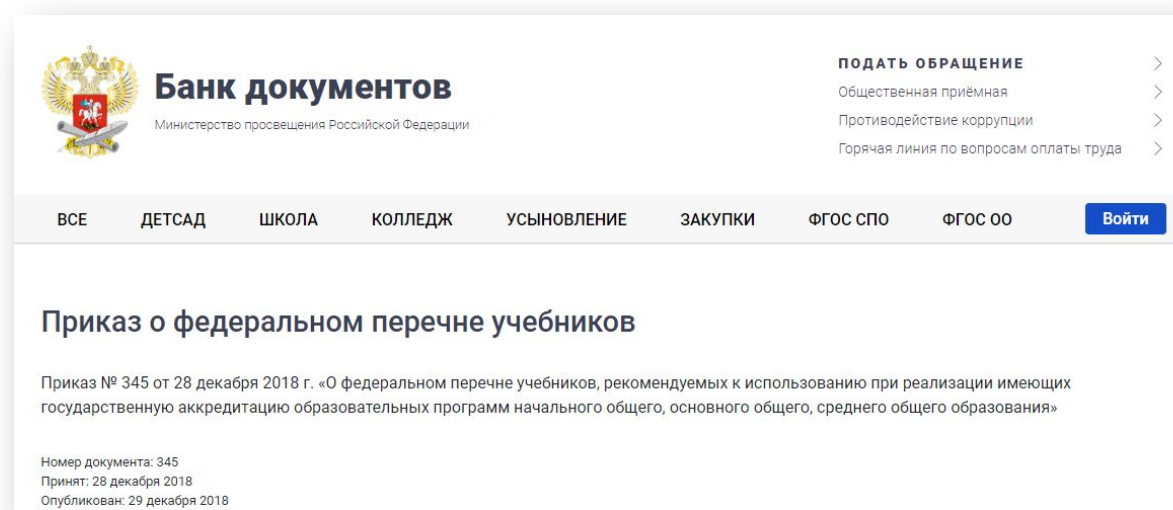 Банк документов
Министерство просвещения Российской Федерации
ПОДАТЬ ОБРАЩЕНИЕ
Общественная приёмная
Противодействие коррупции
Горячая линия по вопросам оплаты труда
ВСЕ ДЕТСАД ШКОЛА КОЛЛЕДЖ УСЫНОВЛЕНИЕ ЗАКУПКИ ФГОС СПО ФГОС ОО Войти
Приказ о федеральном перечне учебников
Приказ № 345 от 28 декабря 2018 г. «О федеральном перечне учебников, рекомендуемых к использованию при реализации имеющих
государственную аккредитацию образовательных программ начального общего, основного общего, среднего общего образования»
Номер документа: 345
Принят: 28 декабря 2018
Опубликован: 29 декабря 2018